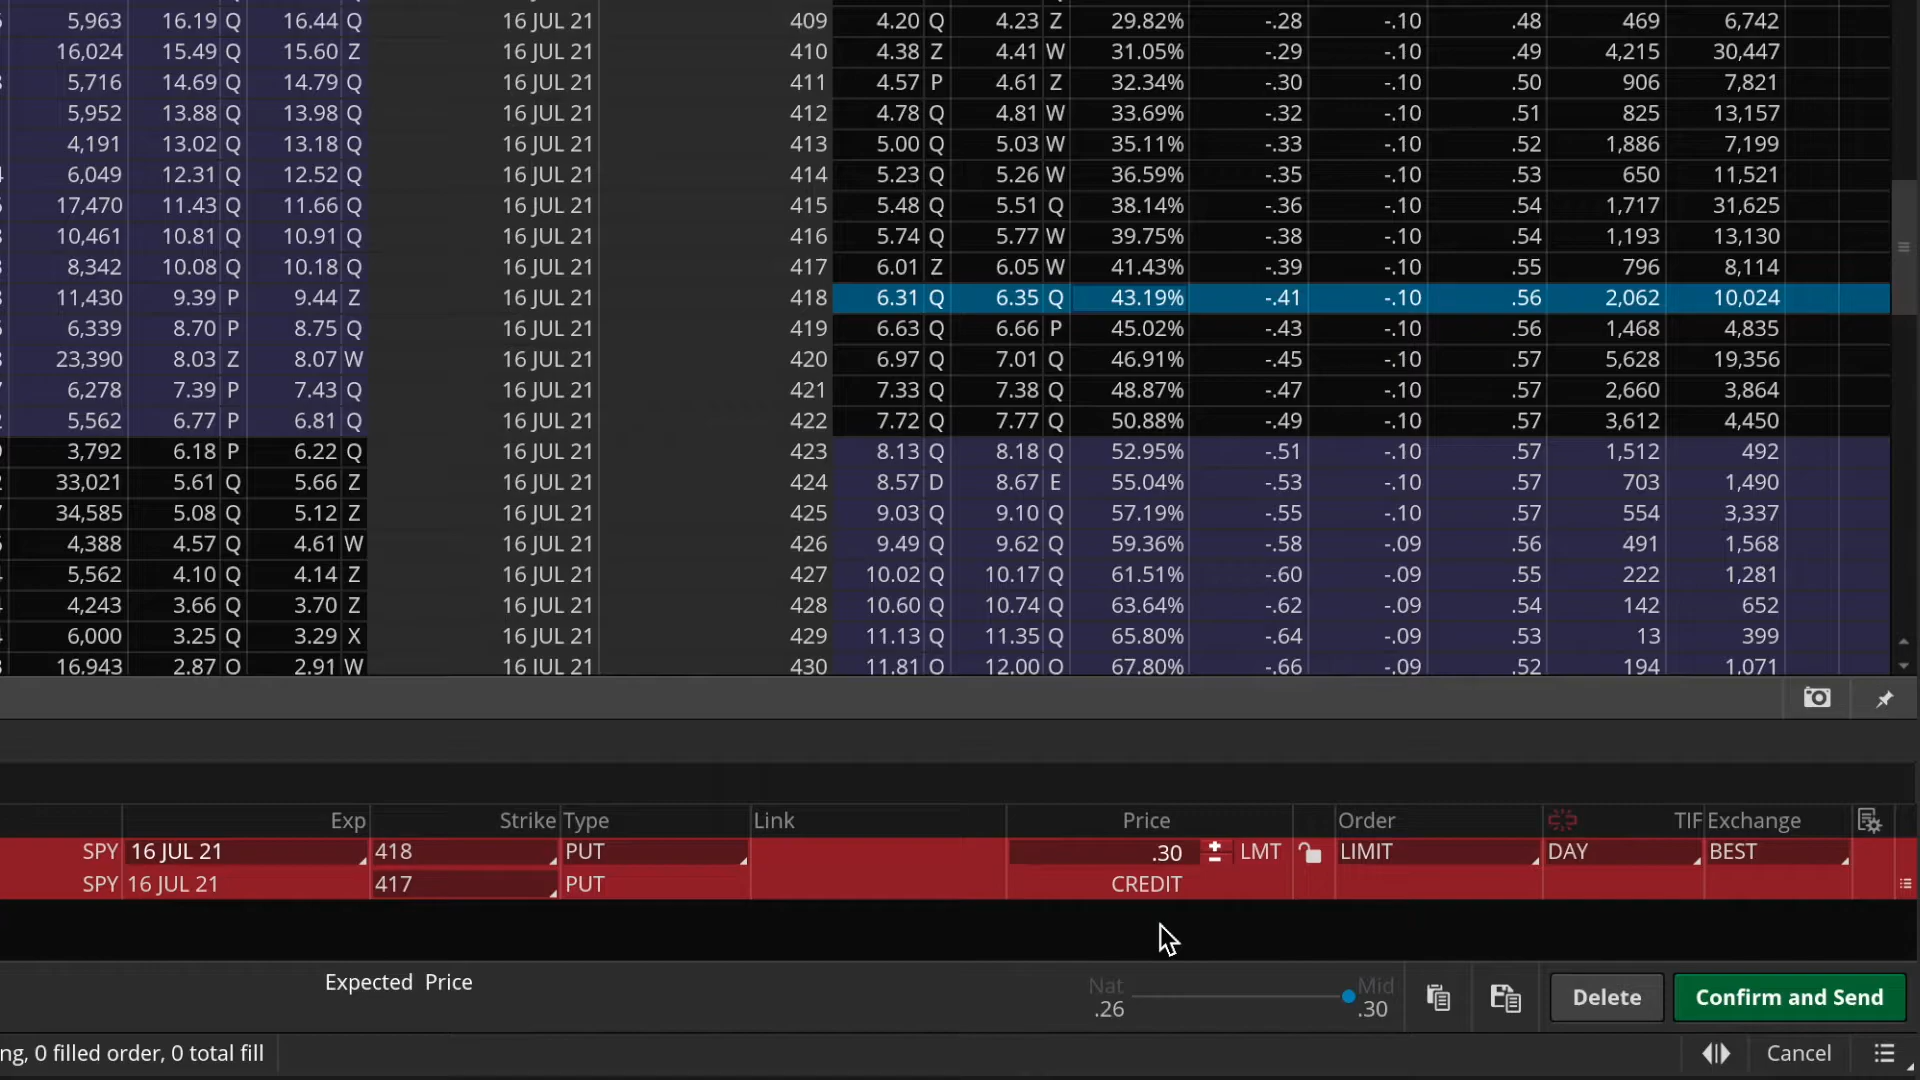 5,963 16.19 Q 16.44 Q 16 JUL 21 409 4.20 Q 4.23 Z 29.82% -.28 -.10 .48 469 6,742
16,024 15.49 Q 15.60 Z 16 JUL 21 410 4.38 Z 4.41 W 31.05% -.29 -.10 .49 4,215 30,447
5,716 14.69 Q 14.79 Q 16 JUL 21 411 4.57 P 4.61 Z 32.34% -.30 -.10 .50 906 7,821
5,952 13.88 Q 13.98 Q 16 JUL 21 412 4.78 Q 4.81 W 33.69% -.32 -.10 .51 825 13,157
4,191 13.02 Q 13.18 Q 16 JUL 21 413 5.00 Q 5.03 W 35.11% -.33 -.10 .52 1,886 7,199
6,049 12.31 Q 12.52 Q 16 JUL 21 414 5.23 Q 5.26 W 36.59% -.35 -.10 .53 650 11,521
17,470 11.43 Q 11.66 Q 16 JUL 21 415 5.48 Q 5.51 Q 38.14% -.36 -.10 .54 1,717 31,625
10,461 10.81 Q 10.91 Q 16 JUL 21 416 5.74 Q 5.77 W 39.75% -.38 -.10 .54 1,193 13,130
8,342 10.08 Q 10.18 Q 16 JUL 21 417 6.01 Z 6.05 W 41.43% -.39 -.10 .55 796 8,114
11,430 9.39 P 9.44 Z 16 JUL 21 418 6.31 Q 6.35 Q 43.19% -.41 -.10 .56 2,062 10,024
6,339 8.70 P 8.75 Q 16 JUL 21 419 6.63 Q 6.66 P 45.02% -.43 -.10 .56 1,468 4,835
23,390 8.03 Z 8.07 W 16 JUL 21 420 6.97 Q 7.01 Q 46.91% -.45 -.10 .57 5,628 19,356
6,278 7.39 P 7.43 Q 16 JUL 21 421 7.33 Q 7.38 Q 48.87% -.47 -.10 .57 2,660 3,864
5,562 6.77 P 6.81 Q 16 JUL 21 422 7.72 Q 7.77 Q 50.88% -.49 -.10 .57 3,612 4,450
3,792 6.18 P 6.22 Q 16 JUL 21 423 8.13 Q 8.18 Q 52.95% -.51 -.10 .57 1,512 492
33,021 5.61 Q 5.66 Z 16 JUL 21 424 8.57 D 8.67 E 55.04% -.53 -.10 .57 703 1,490
34,585 5.08 Q 5.12 Z 16 JUL 21 425 9.03 Q 9.10 Q 57.19% -.55 -.10 .57 554 3,337
4,388 4.57 Q 4.61 W 16 JUL 21 426 9.49 Q 9.62 Q 59.36% -.58 -.09 .56 491 1,568
5,562 4.10 Q 4.14 Z 16 JUL 21 427 10.02 Q 10.17 Q 61.51% -.60 -.09 .55 222 1,281
4,243 3.66 Q 3.70 Z 16 JUL 21 428 10.60 Q 10.74 Q 63.64% -.62 -.09 .54 142 652
6,000 3.25 Q 3.29 X 16 JUL 21 429 11.13 Q 11.35 Q 65.80% -.64 -.09 .53 13 399
16,943 2.87 Q 2.91 W 16 JUL 21 430 11.81 Q 12.00 Q 67.80% -.66 -.09 .52 194 1,071
Exp Strike Type Link Price Order TIF Exchange
SPY 16 JUL 21 418 PUT .30 LMT LIMIT DAY BEST
SPY 16 JUL 21 417 PUT CREDIT
Expected Price
Nat Mid
.26 .30
Delete Confirm and Send
ng, 0 filled order, 0 total fill
Cancel